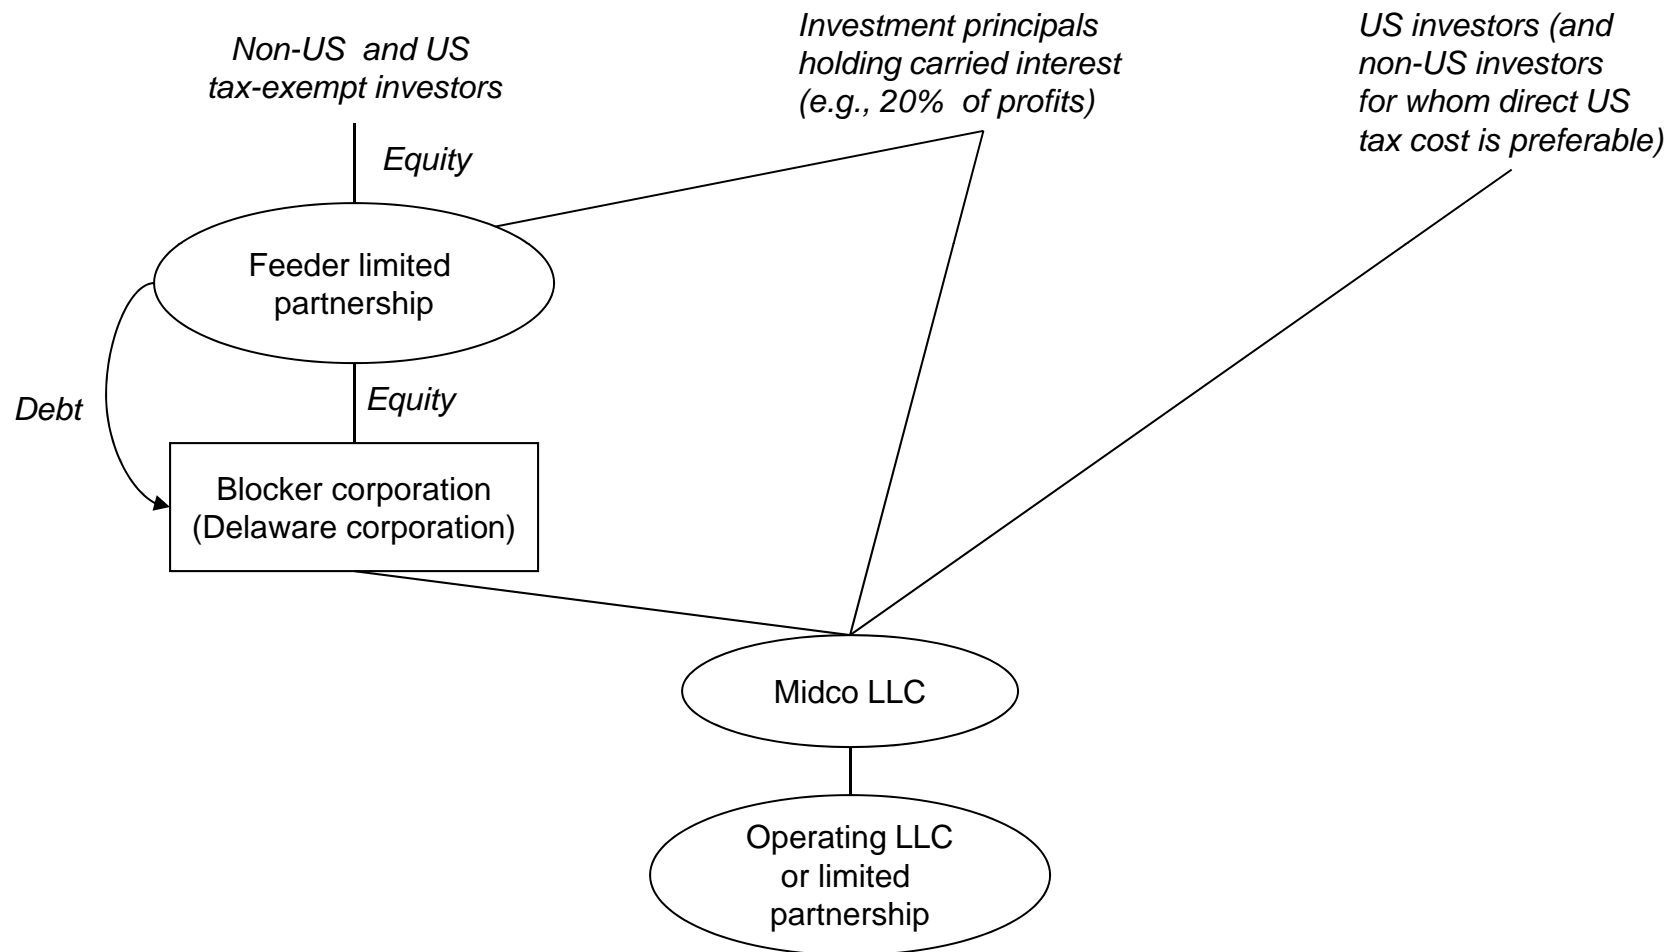 Non-US and US
tax-exempt investors
Investment principals
holding carried interest
(e.g., 20% of profits)
US investors (and
non-US investors
for whom direct US
tax cost is preferable)
Equity
Feeder limited
partnership
Debt
Equity
Blocker corporation
(Delaware corporation)
Midco LLC
Operating LLC
or limited
partnership